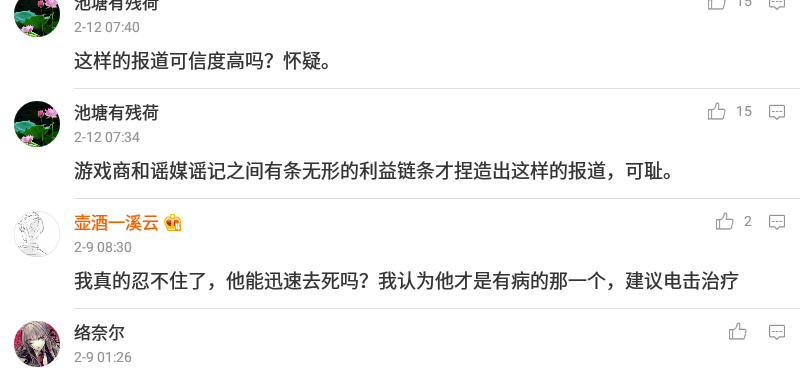 池塘有残荷
15
2-12 07:40
这样的报道可信度高吗？怀疑。
池塘有残荷
15
2-12 07:34
游戏商和谣媒谣记之间有条无形的利益链条才捏造出这样的报道，可耻。
壶酒一溪云
2
2-9 08:30
我真的忍不住了，他能迅速去死吗？我认为他才是有病的那一个，建议电击治疗
络奈尔
2-9 01:26